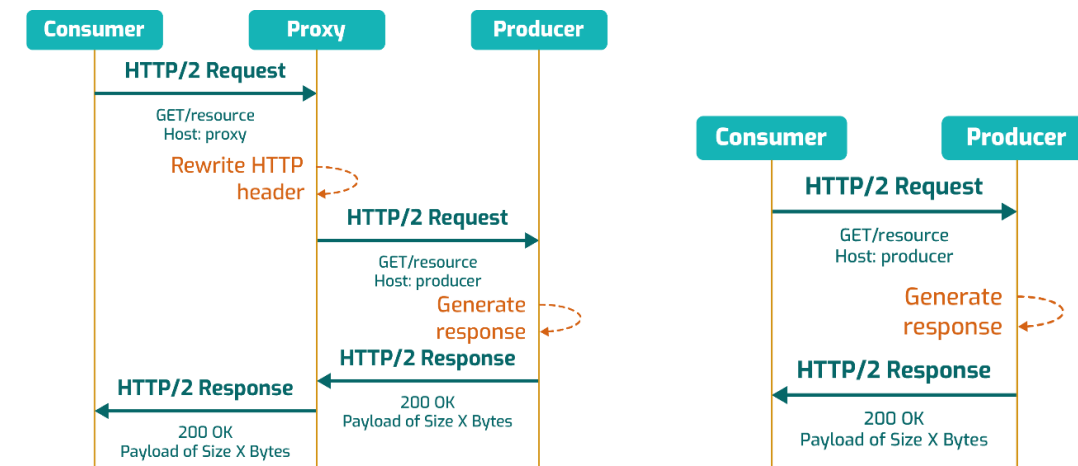 Consumer
Proxy
Producer
HTTP/2 Request
GET/resource
Host: proxy
Rewrite HTTP
header
HTTP/2 Request
GET/resource
Host: producer
Generate
response
HTTP/2 Response
200 OK
Payload of Size X Bytes
HTTP/2 Response
200 OK
Payload of Size X Bytes
Consumer
Producer
HTTP/2 Request
GET/resource
Host: producer
Generate
response
HTTP/2 Response
200 OK
Payload of Size X Bytes